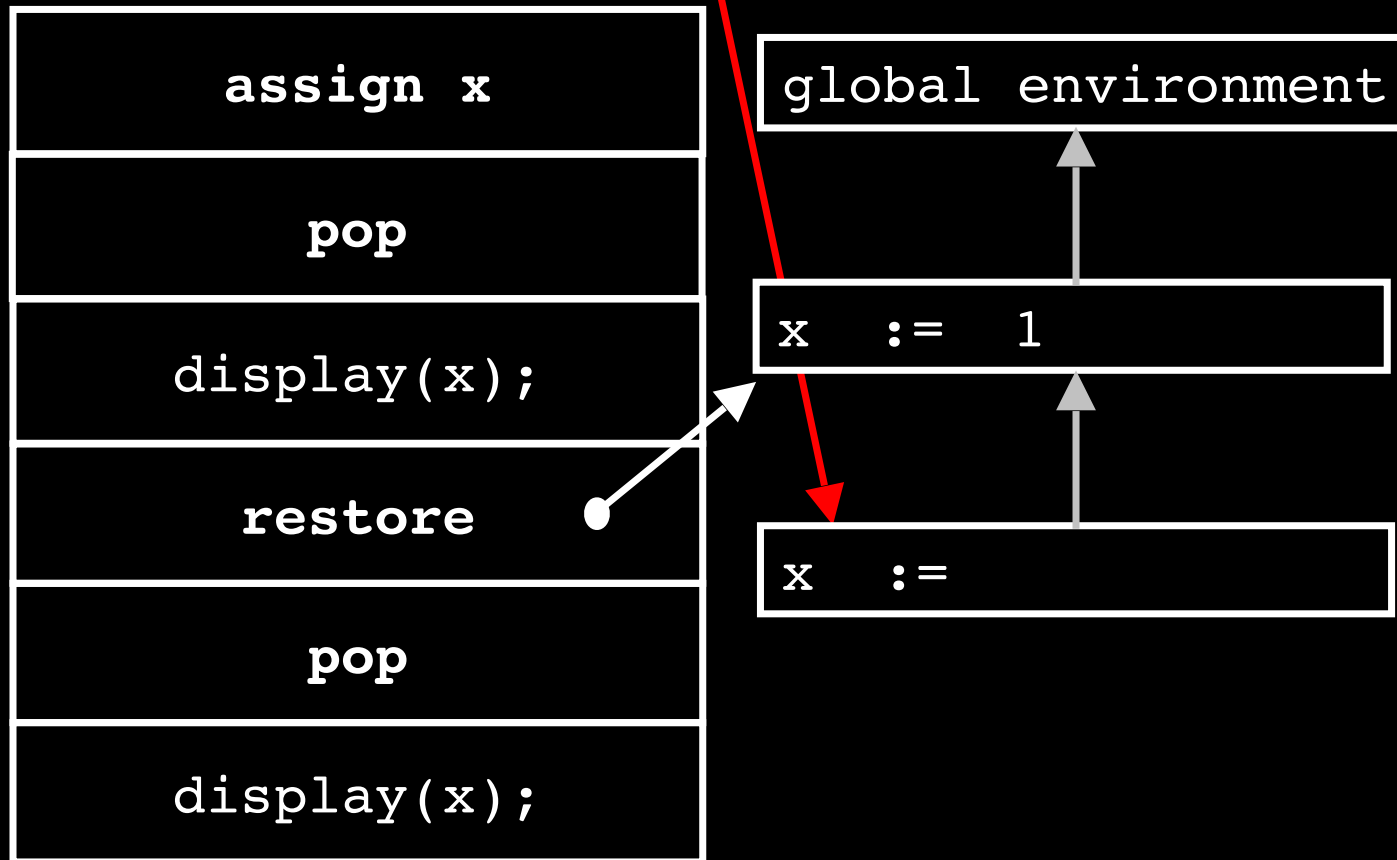 assign x
pop
display(x);
restore
pop
display(x);
global environment
x := 1
x :=